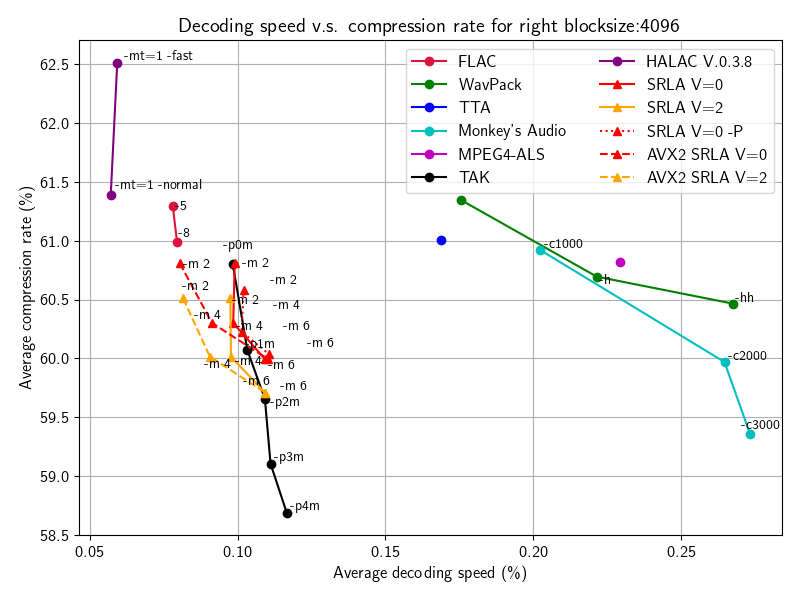 Decoding speed v.s. compression rate for right blocksize:4096
Average compression rate (%)
62.5
62.0
61.5
61.0
60.5
60.0
59.5
59.0
58.5
0.05
0.10
0.15
0.20
0.25
Average decoding speed (%)
FLAC
WavPack
TTA
Monkey's Audio
MPEG4-ALS
TAK
HALAC V.0.3.8
SRLA V=0
SRLA V=2
SRLA V=0 -P
AVX2 SRLA V=0
AVX2 SRLA V=2
-mt=1 -fast
-mt=1 -normal
-5
-8
-p0m
-m 2
-m 2
-m 2
-m 2
-m 2
-m 4
-m 4
-m 4
-m 6
-m 6
-p1m
-m 4
-m 4
-m 6
-m 6
-m 6
-p2m
-p3m
-p4m
-c1000
-h
-hh
-c2000
-c3000